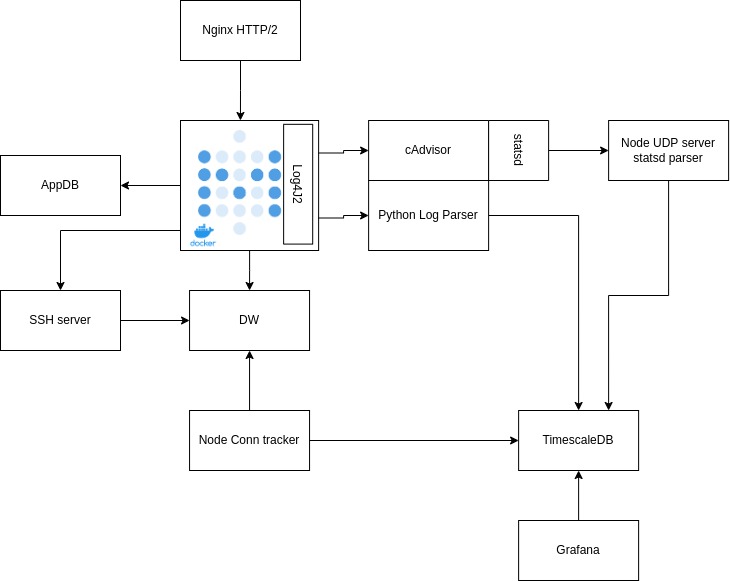 Nginx HTTP/2
Log4J2
docker
cAdvisor
statsd
Node UDP server
statsd parser
AppDB
Python Log Parser
SSH server
DW
Node Conn tracker
TimescaleDB
Grafana